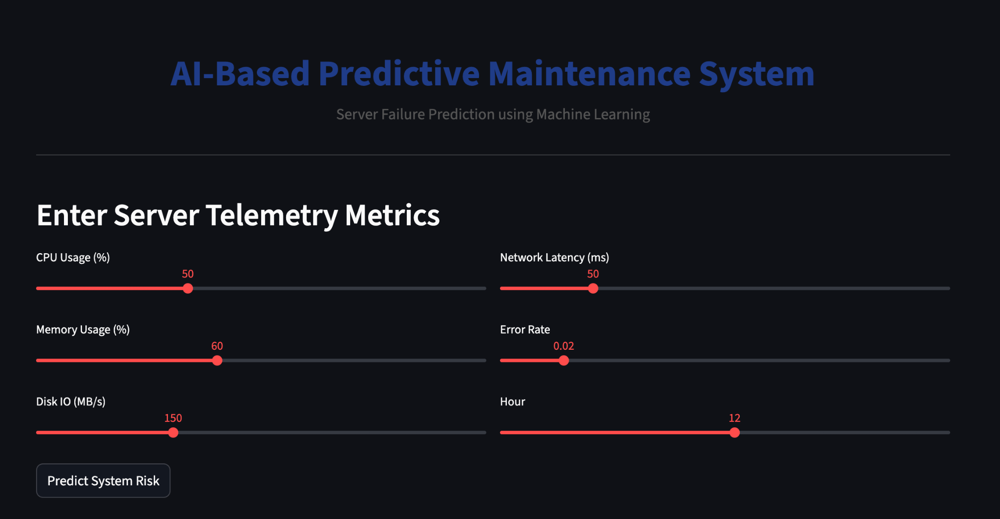 AI-Based Predictive Maintenance System
Server Failure Prediction using Machine Learning
Enter Server Telemetry Metrics
CPU Usage (%)
50
Memory Usage (%)
60
Disk IO (MB/s)
150
Network Latency (ms)
50
Error Rate
0.02
Hour
12
Predict System Risk